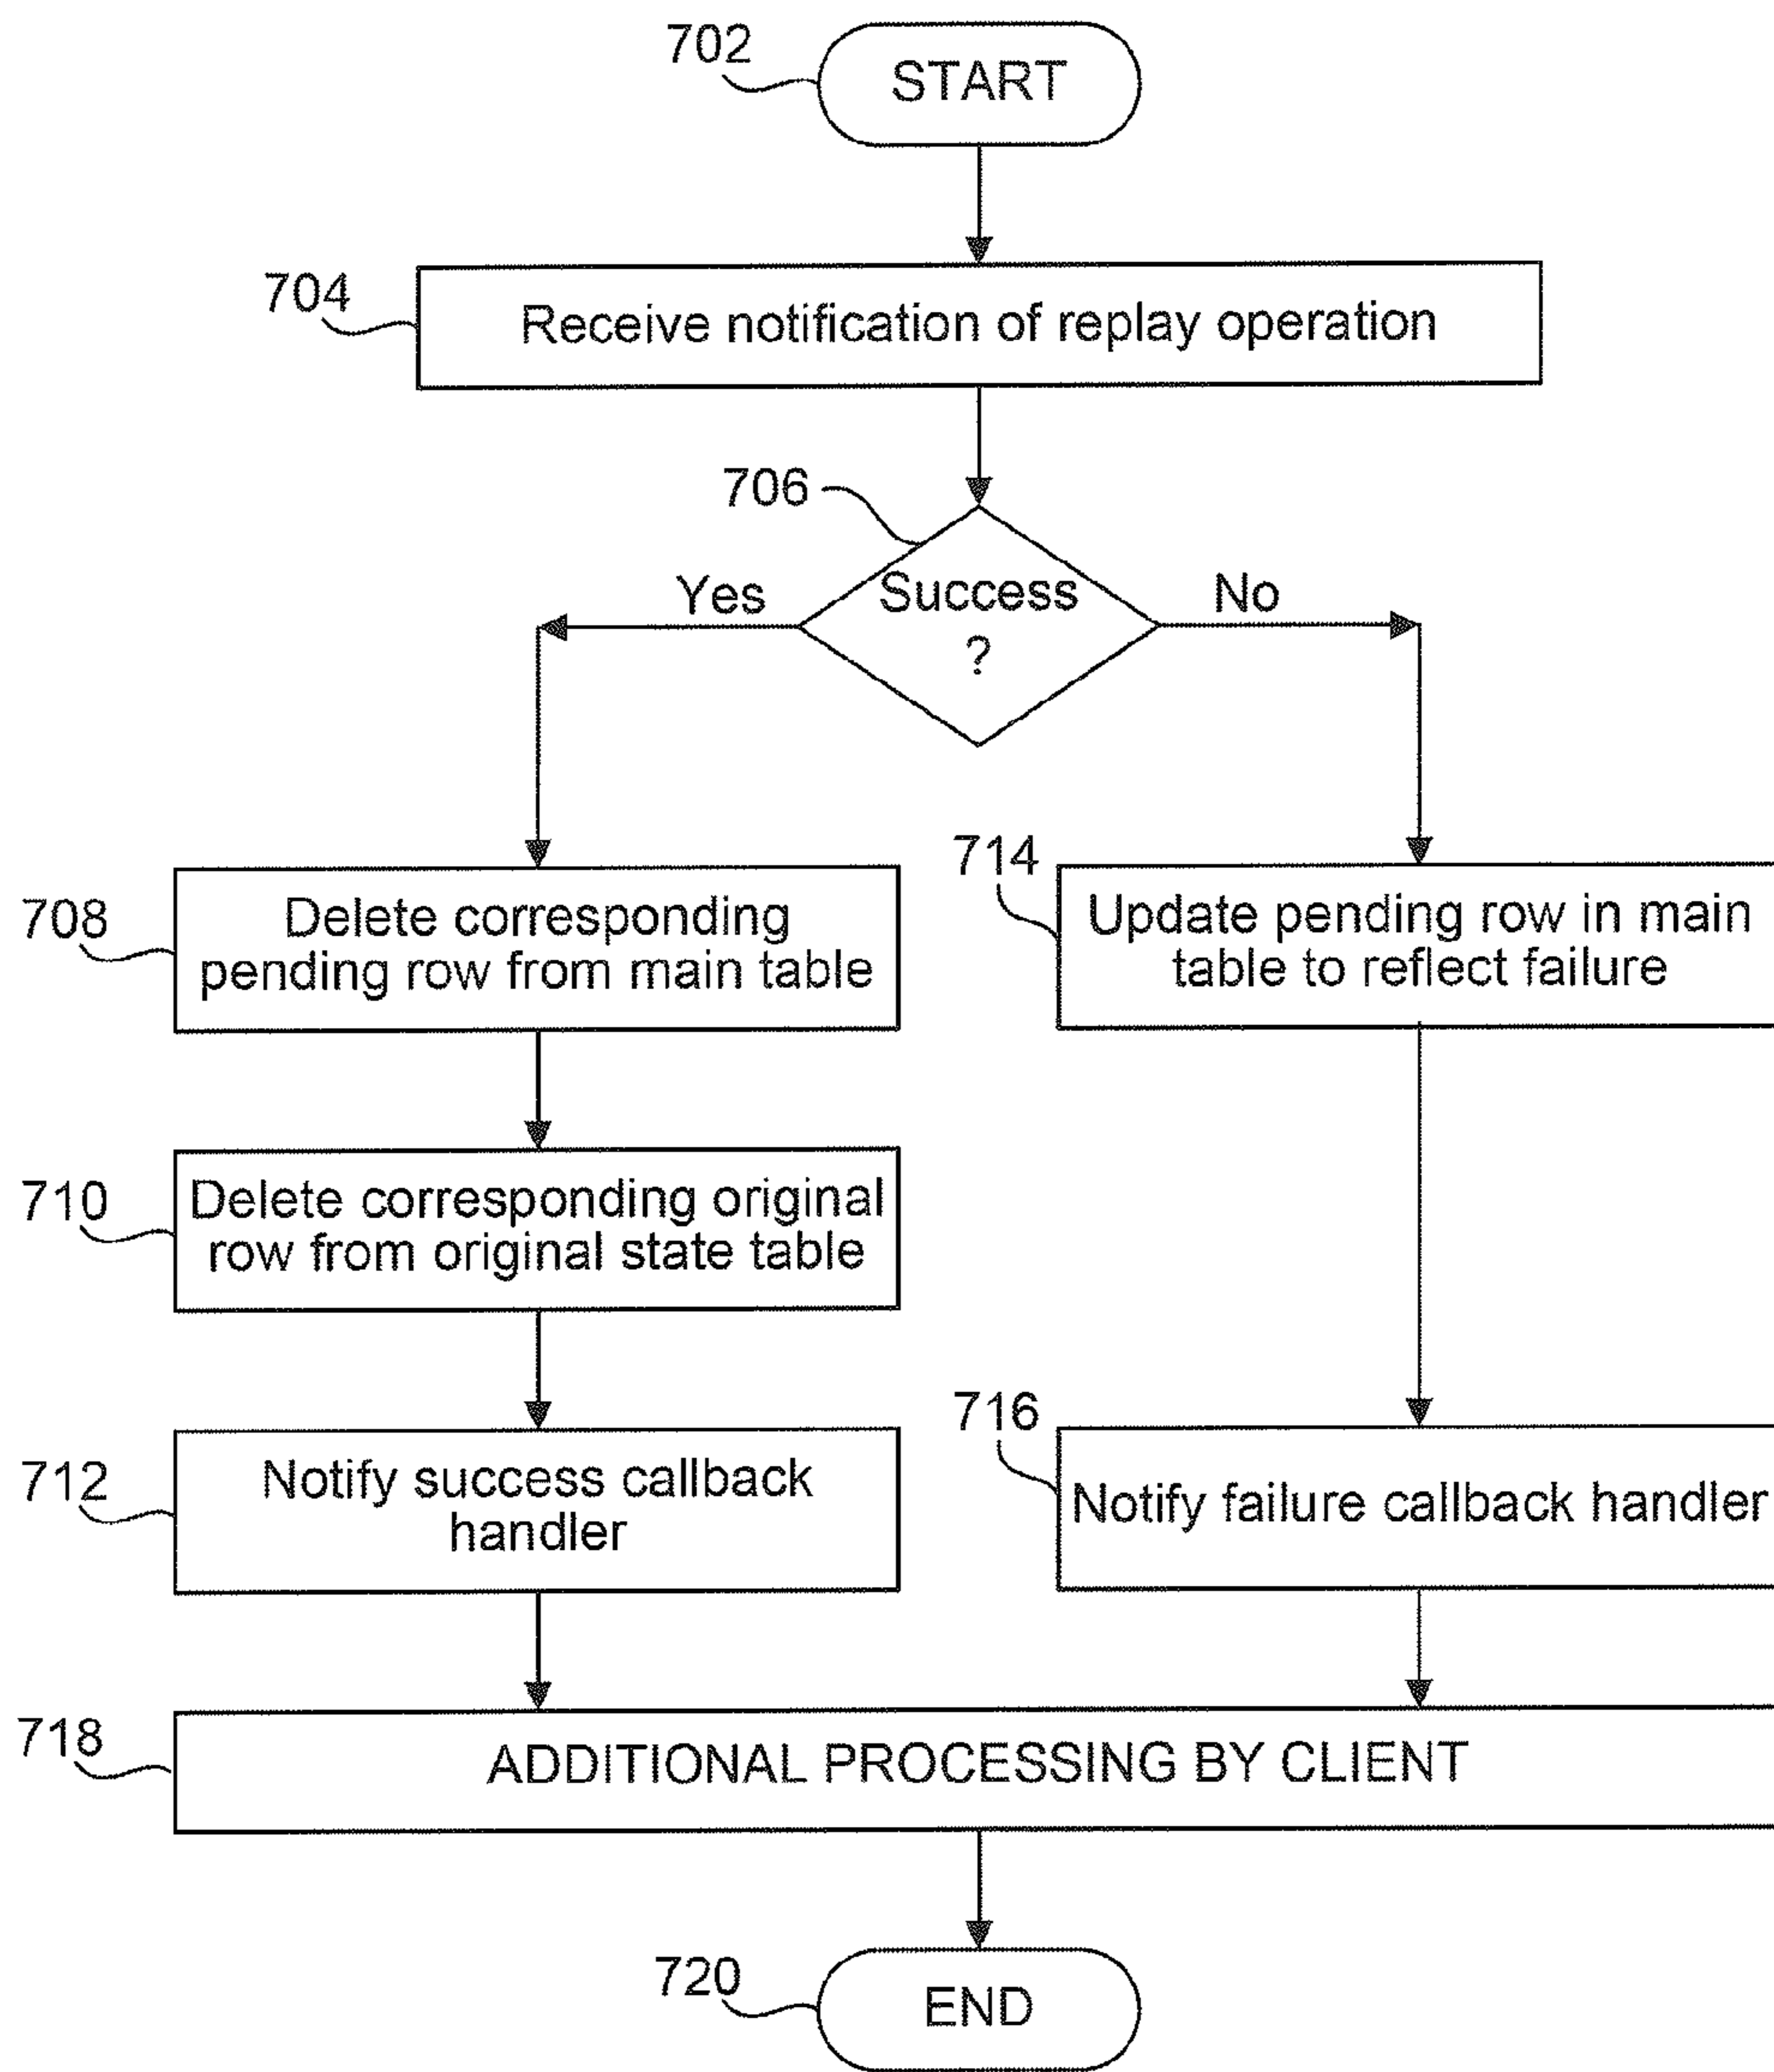 702
START
704
Receive notification of replay operation
706
Success
?
Yes
No
708
Delete corresponding
pending row from main table
714
Update pending row in main
table to reflect failure
710
Delete corresponding original
row from original state table
712
Notify success callback
handler
716
Notify failure callback handler
718
ADDITIONAL PROCESSING BY CLIENT
720
END